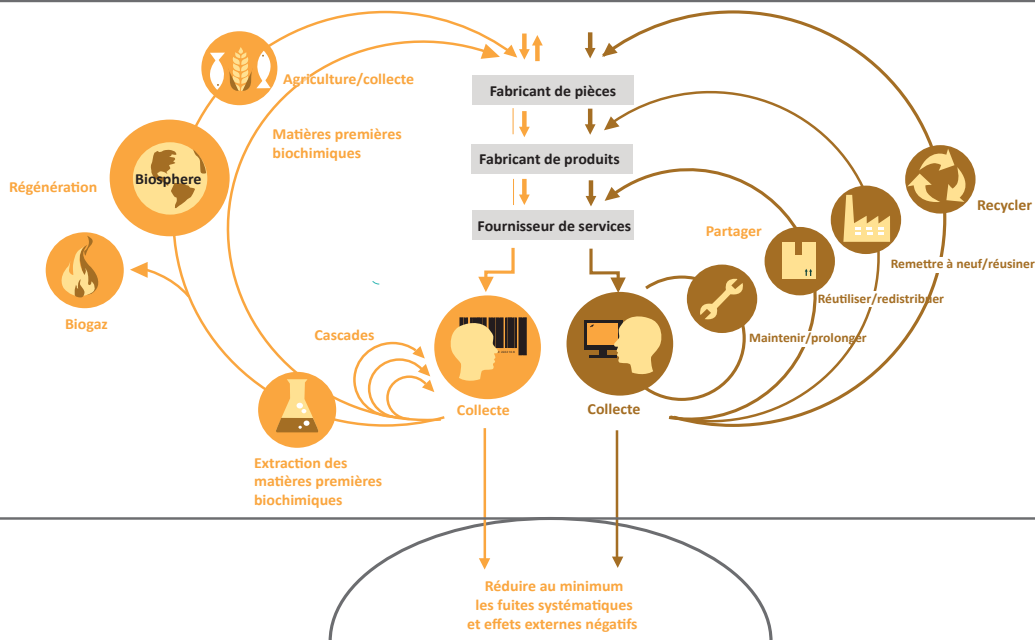 Agriculture/collecte
Matières premières
biochimiques
Régénération
Biosphere
Biogaz
Cascades
Extraction des
matières premières
biochimiques
Fabricant de pièces
Fabricant de produits
Fournisseur de services
Collecte
Collecte
Partager
Recycler
Remettre à neuf/réusiner
Réutiliser/redistribuer
Maintenir/prolonger
Réduire au minimum
les fuites systématiques
et effets externes négatifs